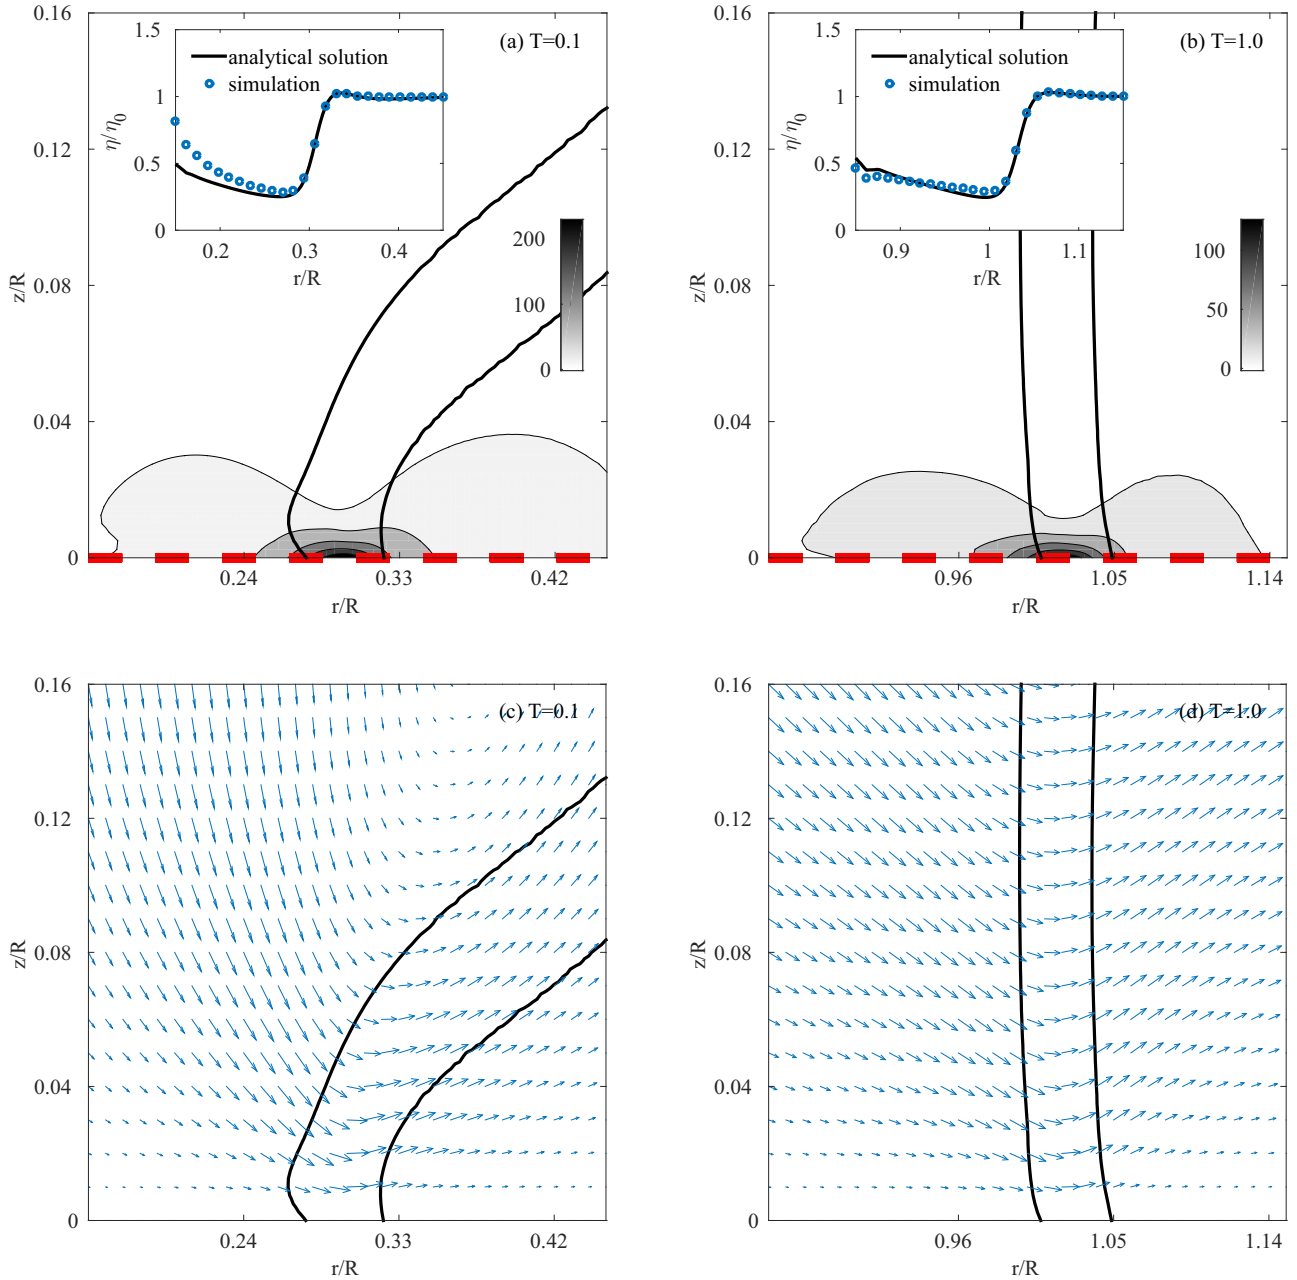 0.16
0.12
0.08
0.04
0
z/R
0.24
0.33
0.42
r/R
(a) T=0.1
1.5
1
0.5
0
η/η0
0.2
0.3
0.4
r/R
analytical solution
simulation
200
100
0
0.16
0.12
0.08
0.04
0
z/R
0.96
1.05
1.14
r/R
(b) T=1.0
1.5
1
0.5
0
η/η0
0.9
1
1.1
r/R
analytical solution
simulation
100
50
0
0.16
0.12
0.08
0.04
0
z/R
0.24
0.33
0.42
r/R
(c) T=0.1
0.16
0.12
0.08
0.04
0
z/R
0.96
1.05
1.14
r/R
(d) T=1.0